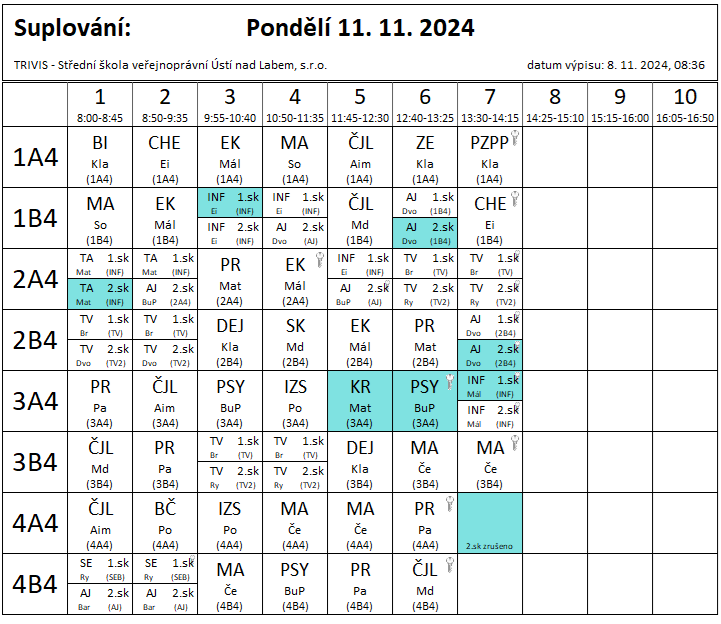 Suplování: Pondělí 11. 11. 2024
TRIVIS - Střední škola veřejnoprávní Ústí nad Labem, s.r.o. datum výpisu: 8. 11. 2024, 08:36
1 2 3 4 5 6 7 8 9 10
8:00-8:45 8:50-9:35 9:55-10:40 10:50-11:35 11:45-12:30 12:40-13:25 13:30-14:15 14:25-15:10 15:15-16:00 16:05-16:50
1A4 BI CHE EK MA ČJL ZE PZPP
Kla Ei Mál So Aim Kla Kla
(1A4) (1A4) (1A4) (1A4) (1A4) (1A4) (1A4)
1B4 MA EK INF 1.sk INF 1.sk ČJL AJ 1.sk CHE
So Mál Ei (INF) Ei (INF) Md Dvo (1B4) Ei
(1B4) (1B4) INF 2.sk AJ 2.sk (1B4) AJ 2.sk (1B4)
Ei (INF) Dvo (AJ) Dvo (1B4)
2A4 TA 1.sk TA 1.sk PR EK INF 1.sk TV 1.sk TV 1.sk
Mat (INF) Mat (INF) Mat Mál Ei (INF) Br (TV) Br (TV)
TA 2.sk AJ 2.sk (2A4) (2A4) AJ 2.sk TV 2.sk TV 2.sk
Mat (INF) BuP (2A4) BuP (AJ) Ry (TV2) Ry (TV2)
2B4 TV 1.sk TV 1.sk DEJ SK EK PR AJ 1.sk
Br (TV) Br (TV) Kla Md Mál Mat Dvo (2B4)
TV 2.sk TV 2.sk (2B4) (2B4) (2B4) (2B4) AJ 2.sk
Dvo (TV2) Dvo (TV2) Dvo (2B4)
3A4 PR ČJL PSY IZS KR PSY INF 1.sk
Pa Aim BuP Po Mat BuP Mál (INF)
(3A4) (3A4) (3A4) (3A4) (3A4) (3A4) INF 2.sk
Mál (INF)
3B4 ČJL PR TV 1.sk TV 1.sk DEJ MA MA
Md Pa Br (TV) Br (TV) Kla Če Če
(3B4) (3B4) TV 2.sk TV 2.sk (3B4) (3B4) (3B4)
Ry (TV2) Ry (TV2)
4A4 ČJL BČ IZS MA MA PR
Aim Po Po Če Če Pa
(4A4) (4A4) (4A4) (4A4) (4A4) (4A4) 2.sk zrušeno
4B4 SE 1.sk SE 1.sk MA PSY PR ČJL
Ry (SEB) Ry (SEB) Če BuP Pa Md
AJ 2.sk AJ 2.sk (4B4) (4B4) (4B4) (4B4)
Bar (AJ) Bar (AJ)